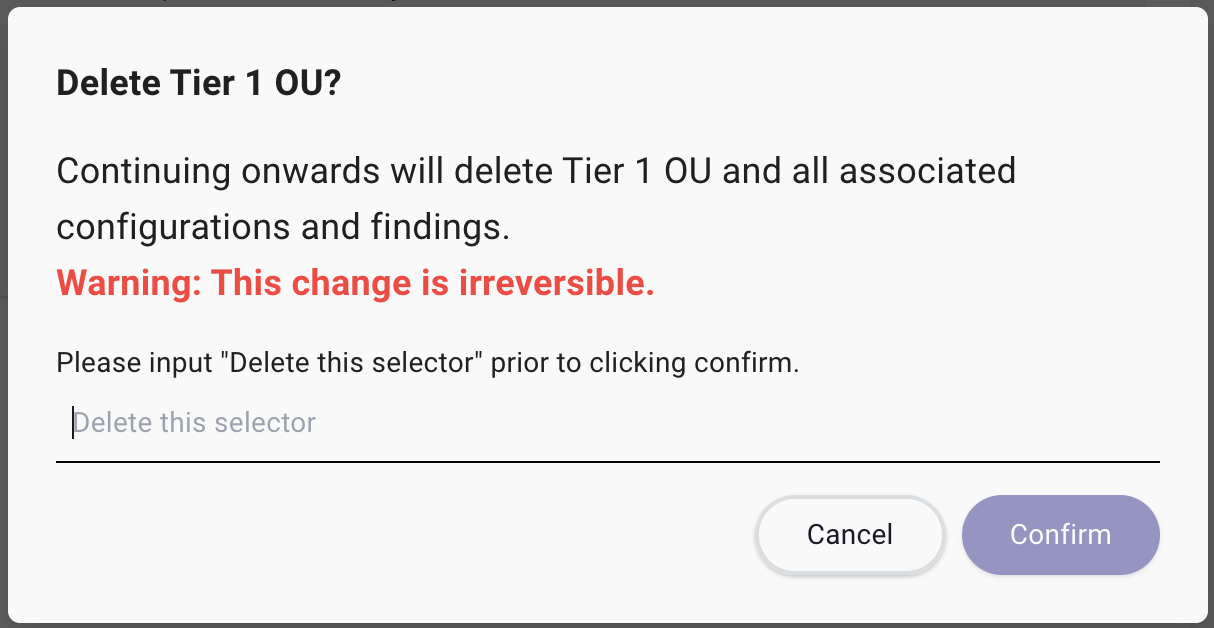 Delete Tier 1 OU?
Continuing onwards will delete Tier 1 OU and all associated
configurations and findings.
Warning: This change is irreversible.
Please input "Delete this selector" prior to clicking confirm.
Delete this selector
Cancel Confirm